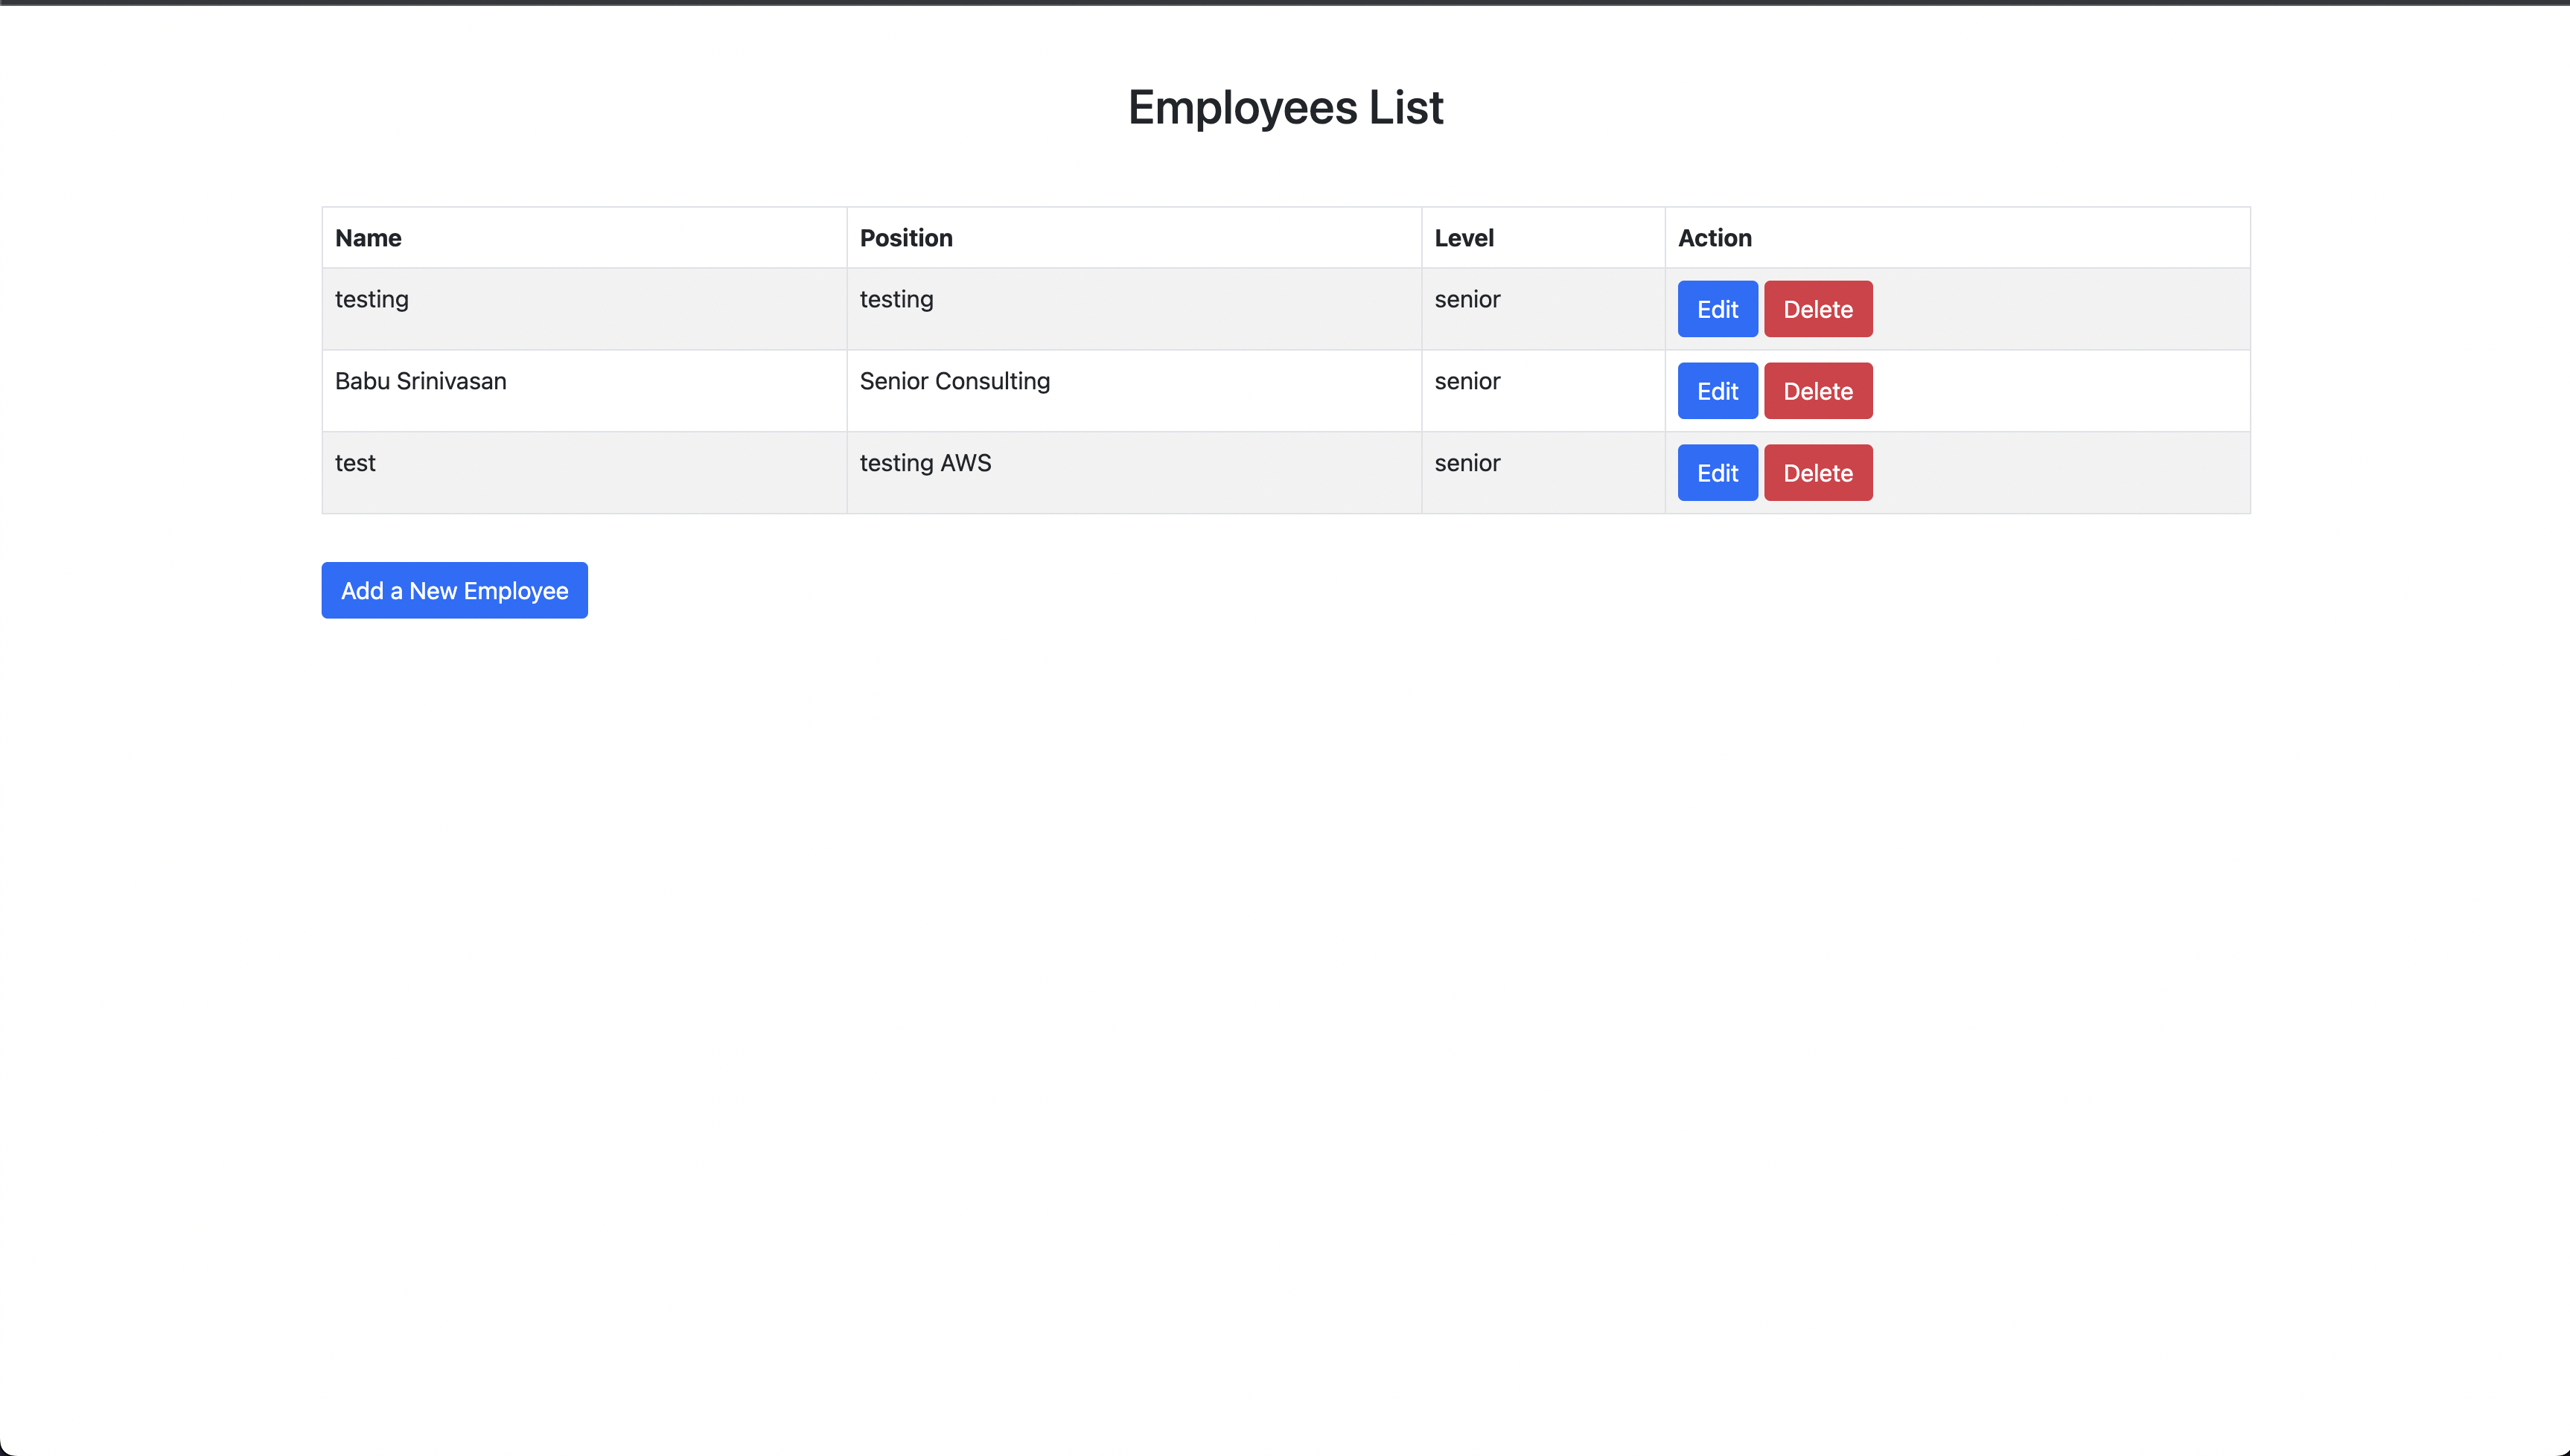 Employees List
Name Position Level Action
testing testing senior Edit Delete
Babu Srinivasan Senior Consulting senior Edit Delete
test testing AWS senior Edit Delete
Add a New Employee